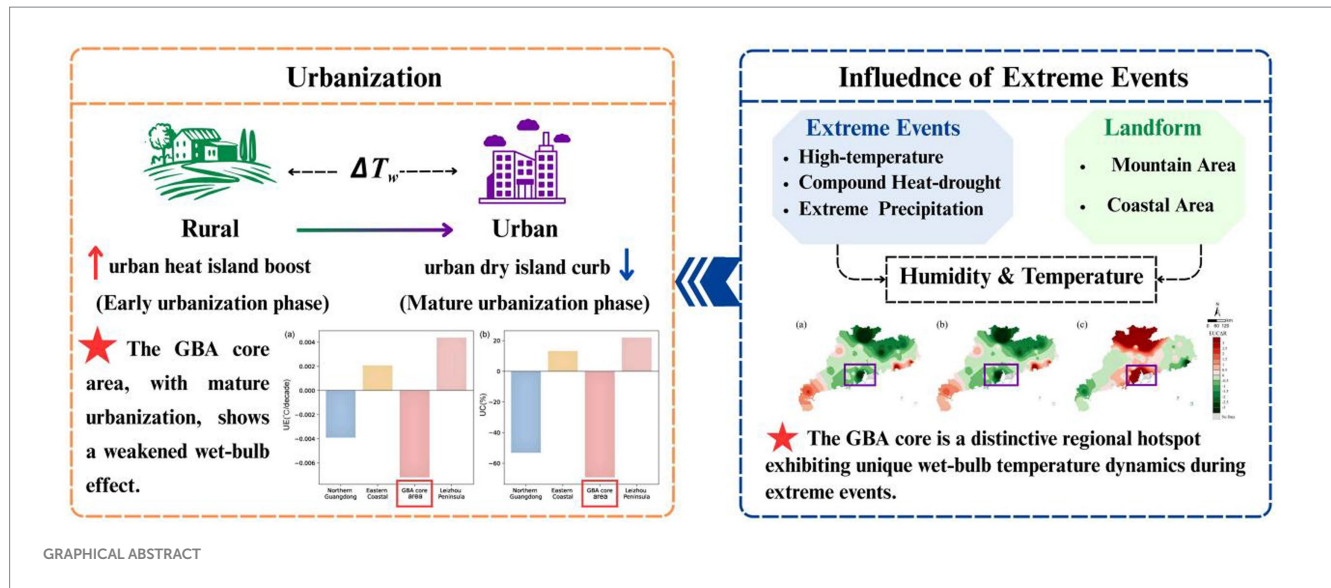 Urbanization
ΔTw
Rural
Urban
urban heat island boost
(Early urbanization phase)
urban dry island curb
(Mature urbanization phase)
The GBA core
area, with mature
urbanization, shows
a weakened wet-bulb
effect.
(a)
UE(°C/decade)
0.004
0.002
0.000
−0.002
−0.004
−0.006
Northern
Guangdong
Eastern
Coastal
GBA core
area
Leizhou
Peninsula
(b)
UC(%)
20
0
−20
−40
−60
Northern
Guangdong
Eastern
Coastal
GBA core
area
Leizhou
Peninsula
Influednce of Extreme Events
Extreme Events
• High-temperature
• Compound Heat-drought
• Extreme Precipitation
Landform
• Mountain Area
• Coastal Area
Humidity & Temperature
(a)
(b)
(c)
N
No Data
The GBA core is a distinctive regional hotspot
exhibiting unique wet-bulb temperature dynamics during
extreme events.
GRAPHICAL ABSTRACT